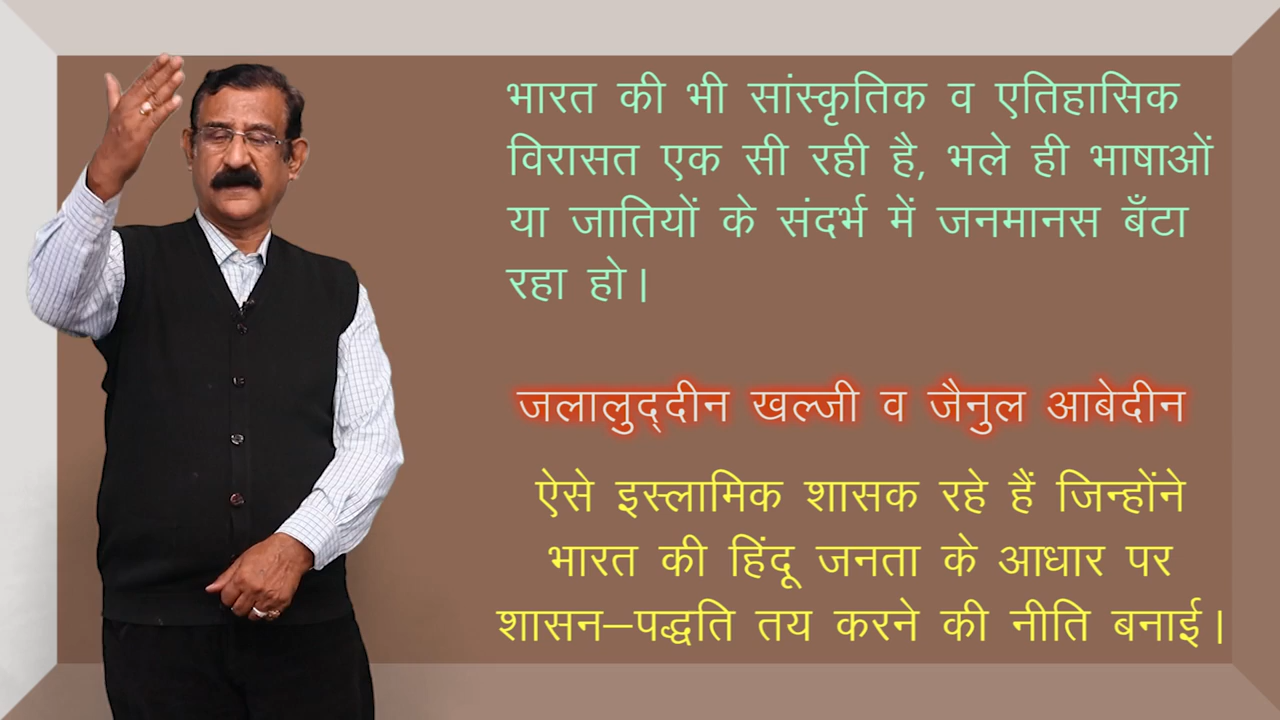 भारत की भी सांस्कृतिक व एतिहासिक
विरासत एक सी रही है, भले ही भाषाओं
या जातियों के संदर्भ में जनमानस बँटा
रहा हो।
जलालुद्‌दीन खल्जी व जैनुल आबेदीन
ऐसे इस्लामिक शासक रहे हैं जिन्होंने
भारत की हिंदू जनता के आधार पर
शासन–पद्धति तय करने की नीति बनाई।